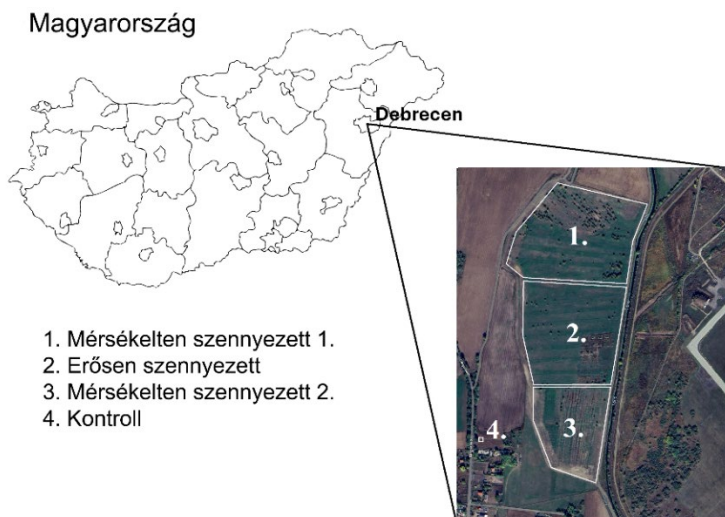 Magyarország
Debrecen
1. Mérsékelten szennyezett 1.
2. Erősen szennyezett
3. Mérsékelten szennyezett 2.
4. Kontroll
1.
2.
3.
4.